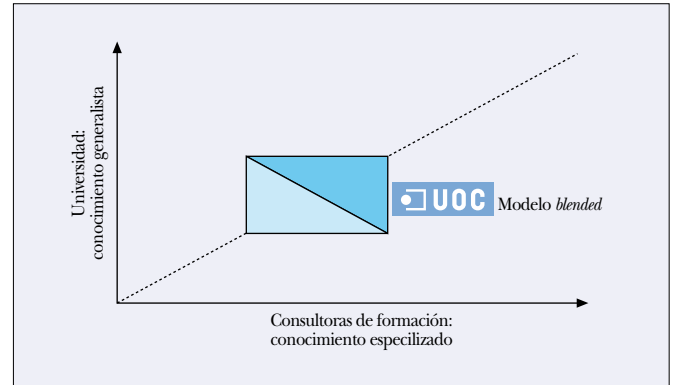 Universidad:
conocimiento generalista
UOC Modelo blended
Consultoras de formación:
conocimiento especilizado